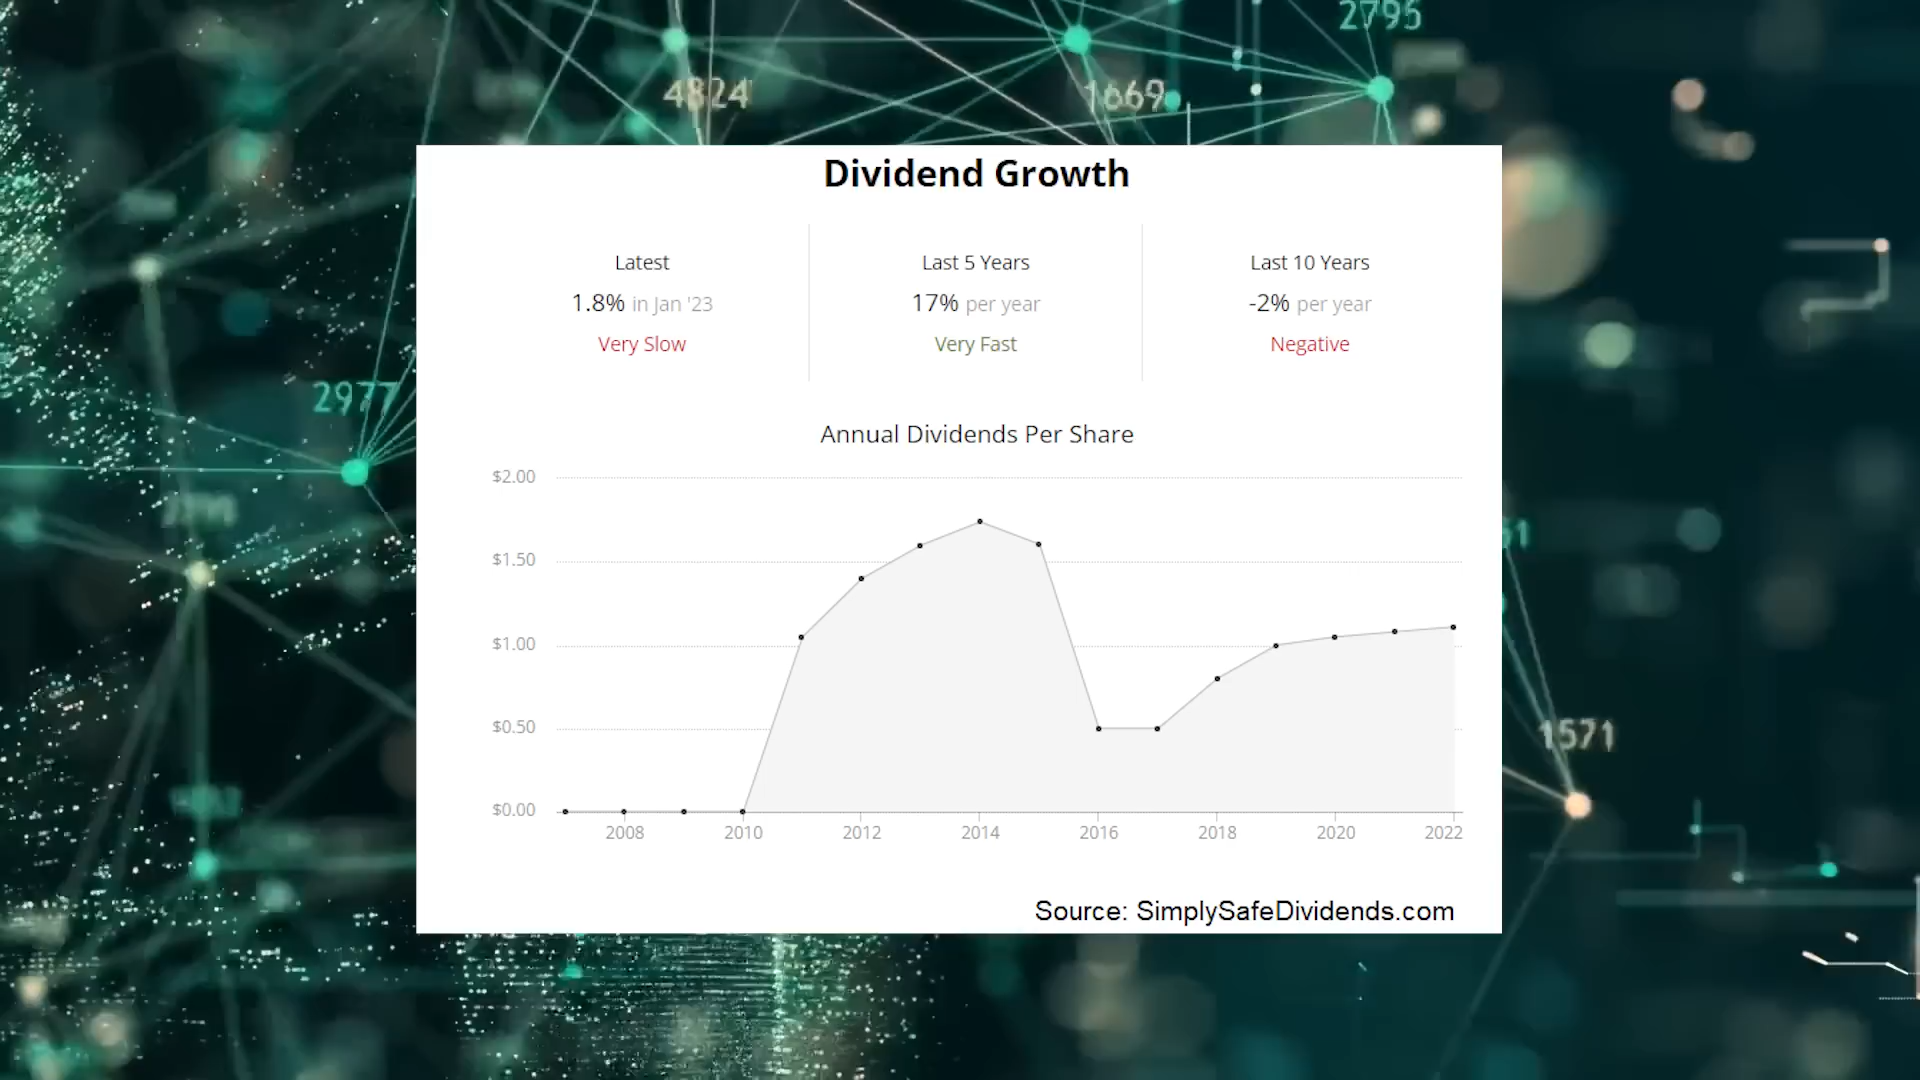 2795
4824
1669
Dividend Growth
Latest
Last 5 Years
Last 10 Years
1.8% in Jan '23
17% per year
-2% per year
Very Slow
Very Fast
Negative
2977
Annual Dividends Per Share
$2.00
$1.50
$1.00
$0.50
$0.00
2008
2010
2012
2014
2016
2018
2020
2022
1571
Source: SimplySafeDividends.com